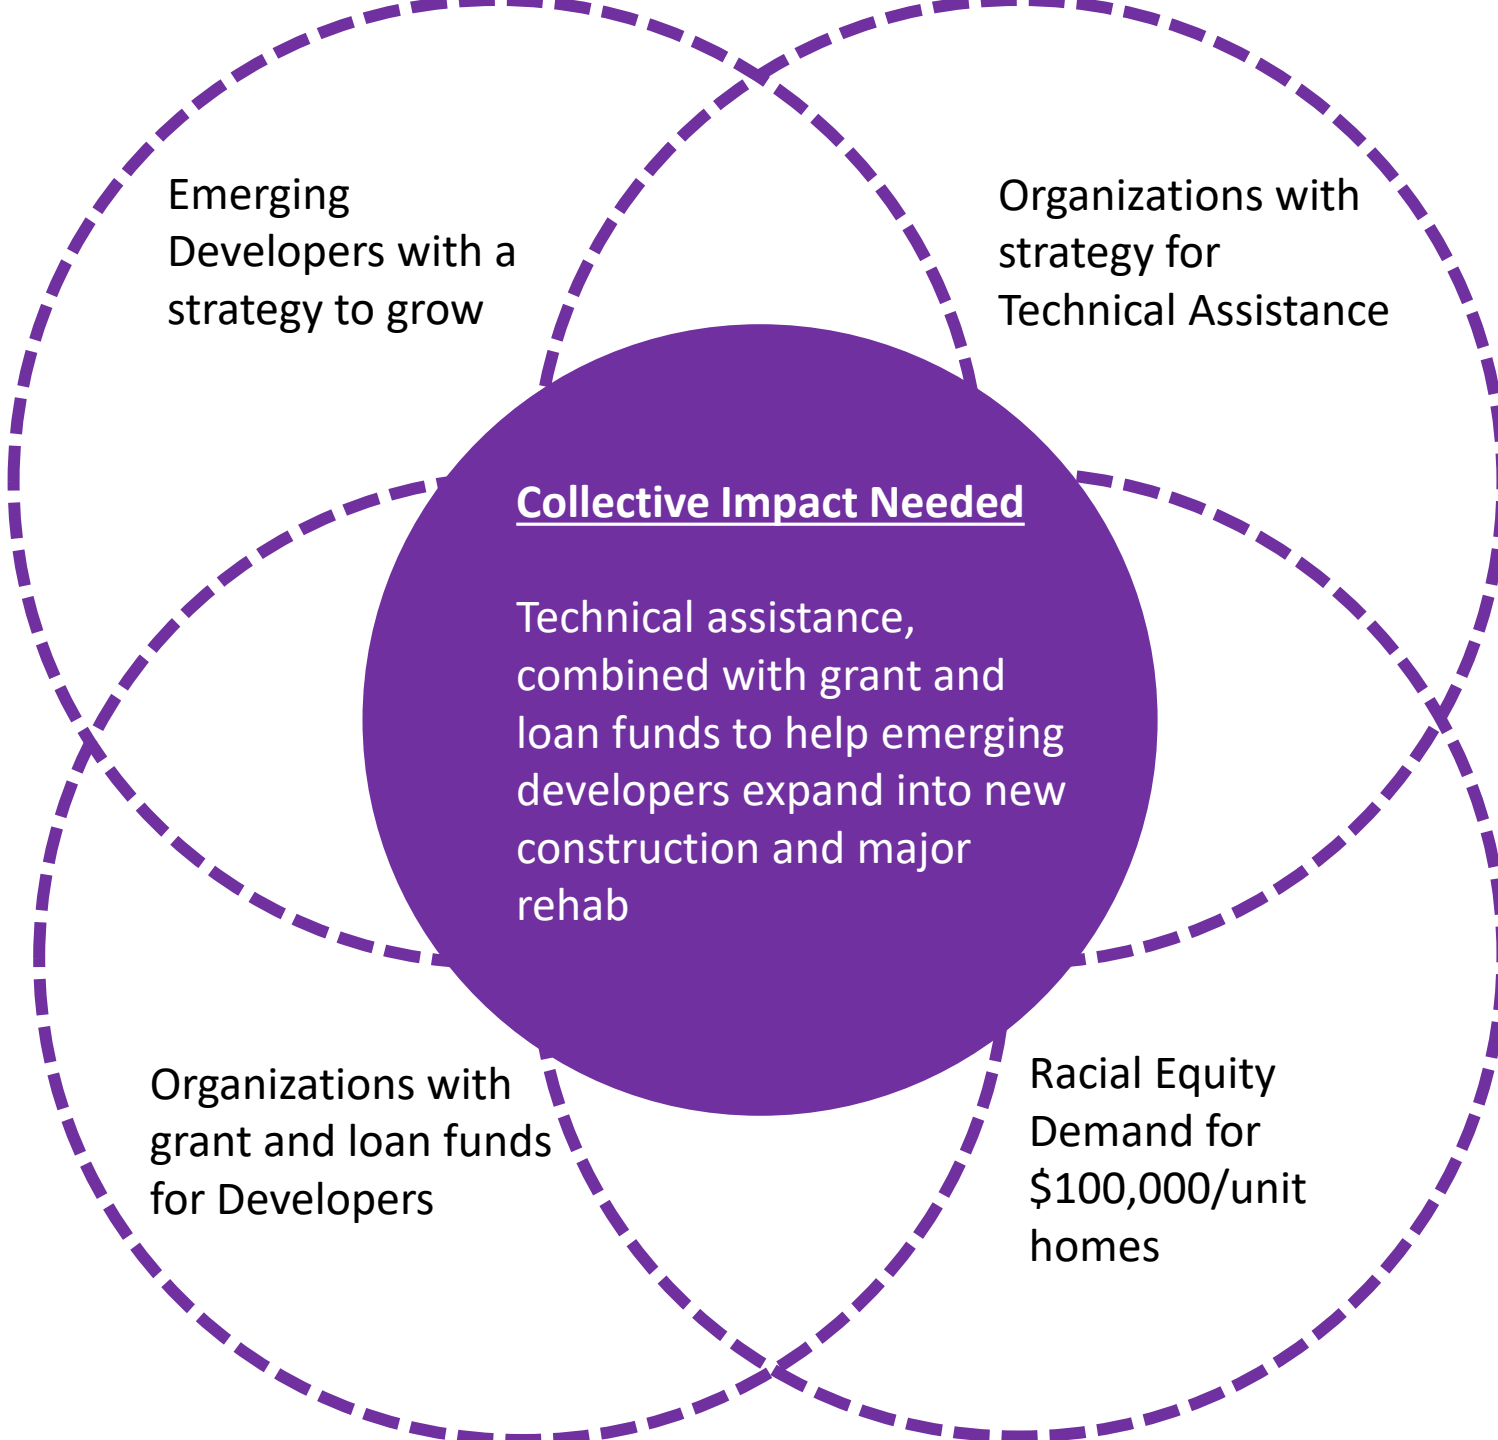 Emerging
Developers with a
strategy to grow
Organizations with
strategy for
Technical Assistance
Collective Impact Needed
Technical assistance,
combined with grant and
loan funds to help emerging
developers expand into new
construction and major
rehab
Organizations with
grant and loan funds
for Developers
Racial Equity
Demand for
$100,000/unit
homes